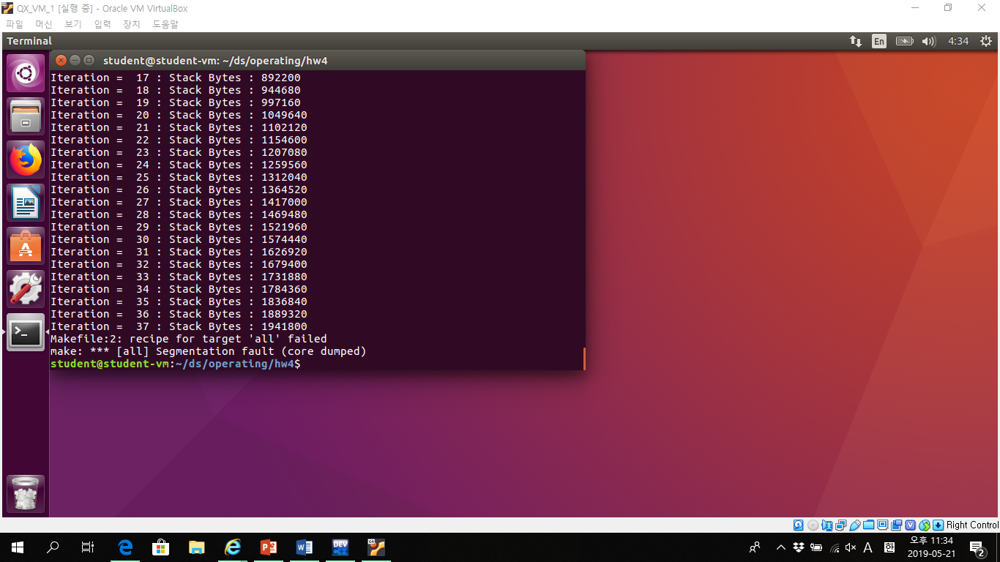 QX_VM_1 [실행 중] - Oracle VM VirtualBox
파일 머신 보기 입력 장치 도움말
Terminal En 4:34
student@student-vm: ~/ds/operating/hw4
Iteration =  17 : Stack Bytes : 892200
Iteration =  18 : Stack Bytes : 944680
Iteration =  19 : Stack Bytes : 997160
Iteration =  20 : Stack Bytes : 1049640
Iteration =  21 : Stack Bytes : 1102120
Iteration =  22 : Stack Bytes : 1154600
Iteration =  23 : Stack Bytes : 1207080
Iteration =  24 : Stack Bytes : 1259560
Iteration =  25 : Stack Bytes : 1312040
Iteration =  26 : Stack Bytes : 1364520
Iteration =  27 : Stack Bytes : 1417000
Iteration =  28 : Stack Bytes : 1469480
Iteration =  29 : Stack Bytes : 1521960
Iteration =  30 : Stack Bytes : 1574440
Iteration =  31 : Stack Bytes : 1626920
Iteration =  32 : Stack Bytes : 1679400
Iteration =  33 : Stack Bytes : 1731880
Iteration =  34 : Stack Bytes : 1784360
Iteration =  35 : Stack Bytes : 1836840
Iteration =  36 : Stack Bytes : 1889320
Iteration =  37 : Stack Bytes : 1941800
Makefile:2: recipe for target 'all' failed
make: *** [all] Segmentation fault (core dumped)
student@student-vm:~/ds/operating/hw4$
Right Control
DEV
A 한 오후 11:34
2019-05-21
2